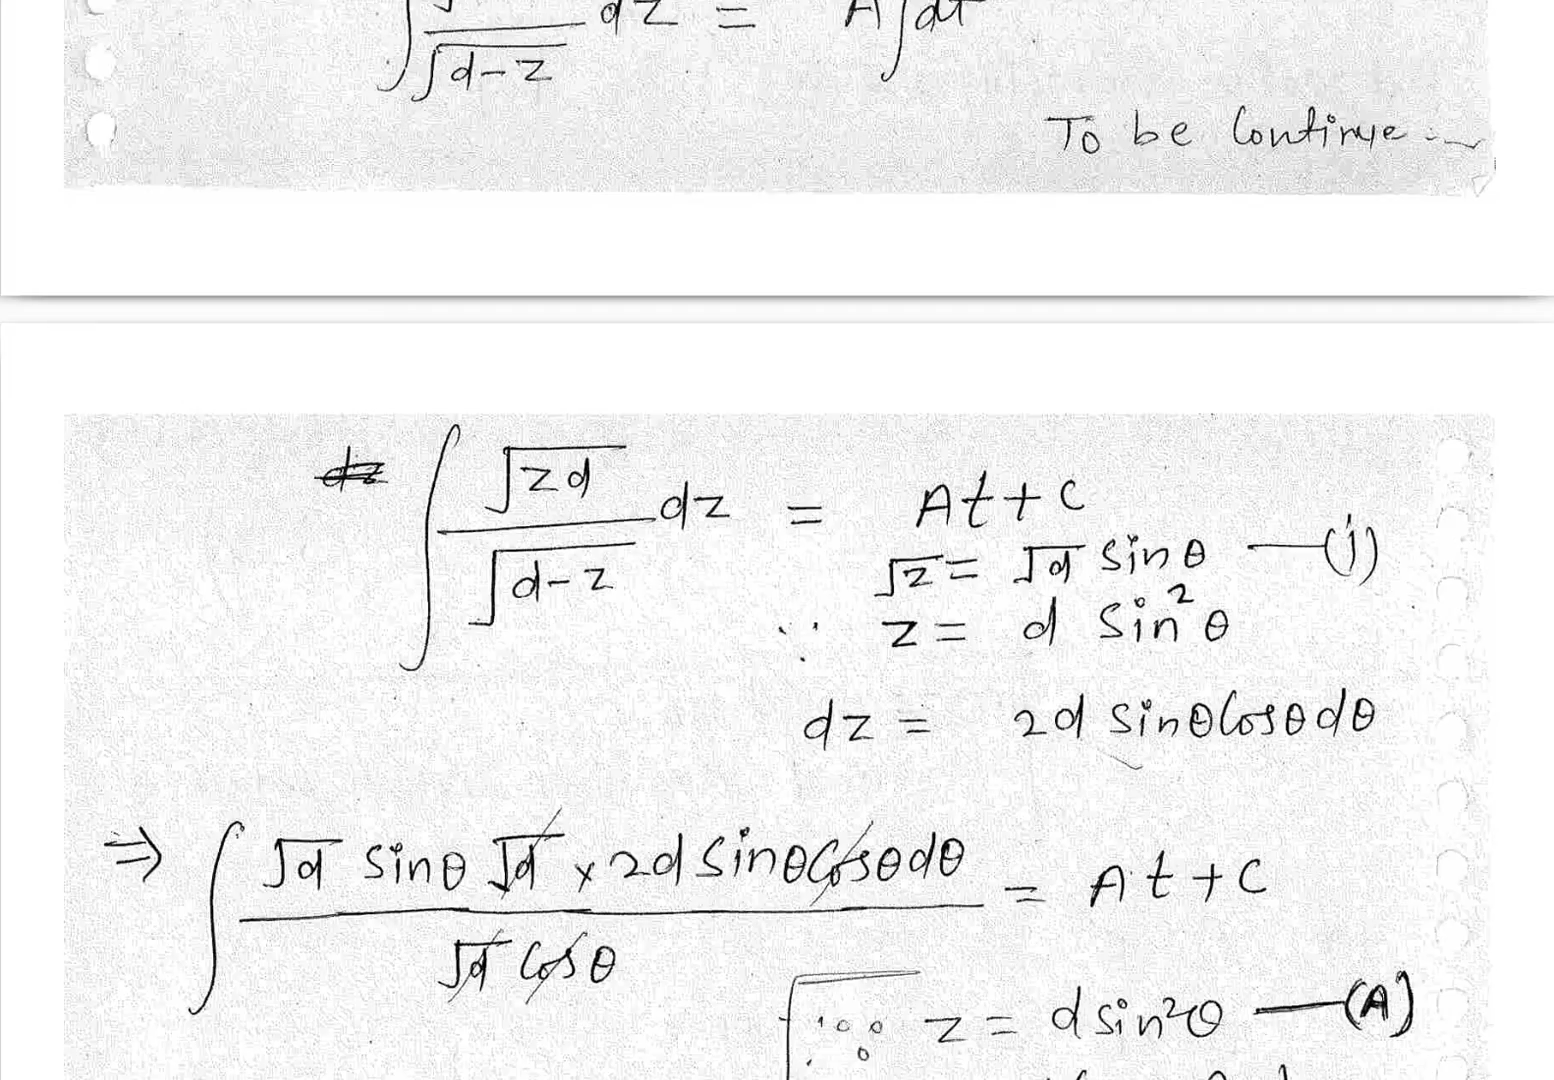 ∫ ――― dz = A∫dt
√d-z
To be Continue ...
∫ √zd / √d-z dz = At + C
√z = √d sinθ —(j)
∵ z = d sin²θ
dz = 2d sinθ Cosθ dθ
⇒ ∫ √d sinθ √d × 2d sinθ Cosθ dθ / √d Cosθ = At + C
∵ z = d sin²θ —(A)